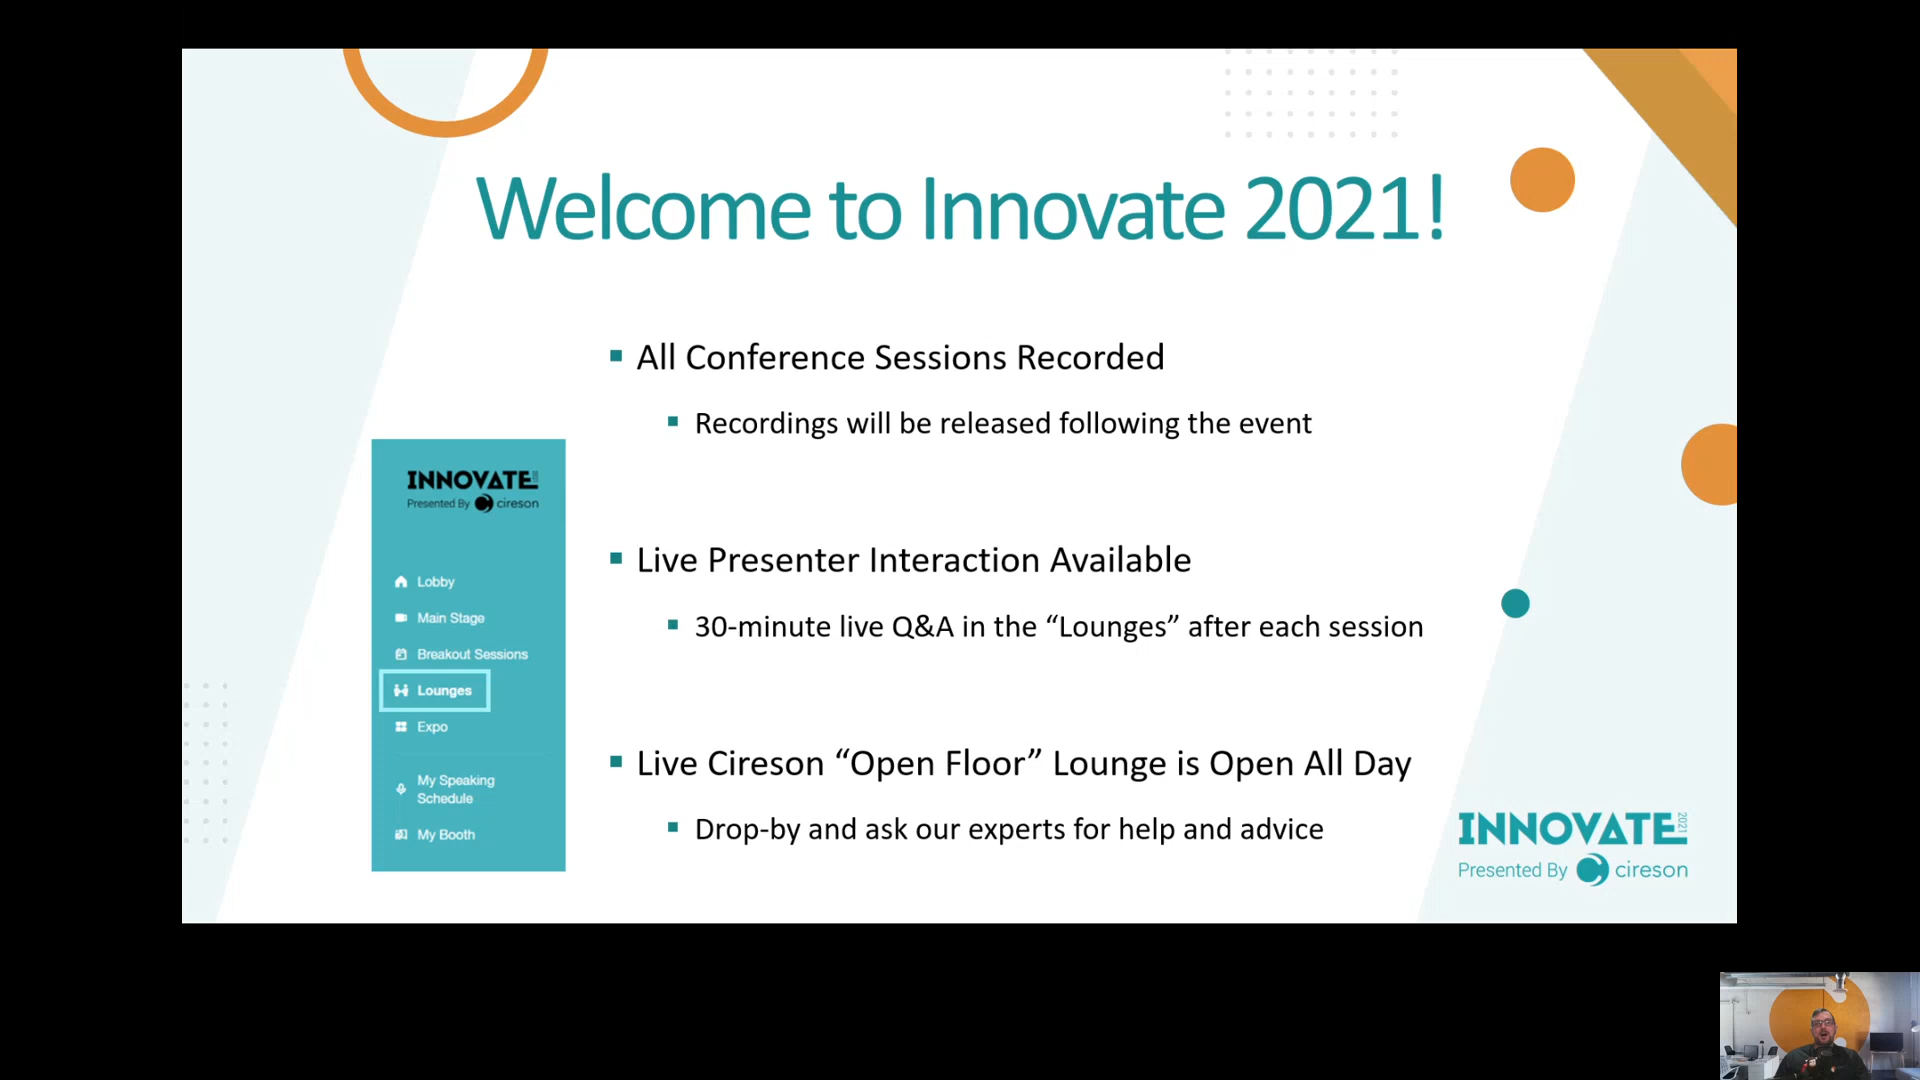 Welcome to Innovate 2021!
All Conference Sessions Recorded
Recordings will be released following the event
Live Presenter Interaction Available
30-minute live Q&A in the “Lounges” after each session
Live Cireson “Open Floor” Lounge is Open All Day
Drop-by and ask our experts for help and advice
INNOVATE
Presented By cireson
Lobby
Main Stage
Breakout Sessions
Lounges
Expo
My Speaking
Schedule
My Booth
INNOVATE 2021
Presented By cireson